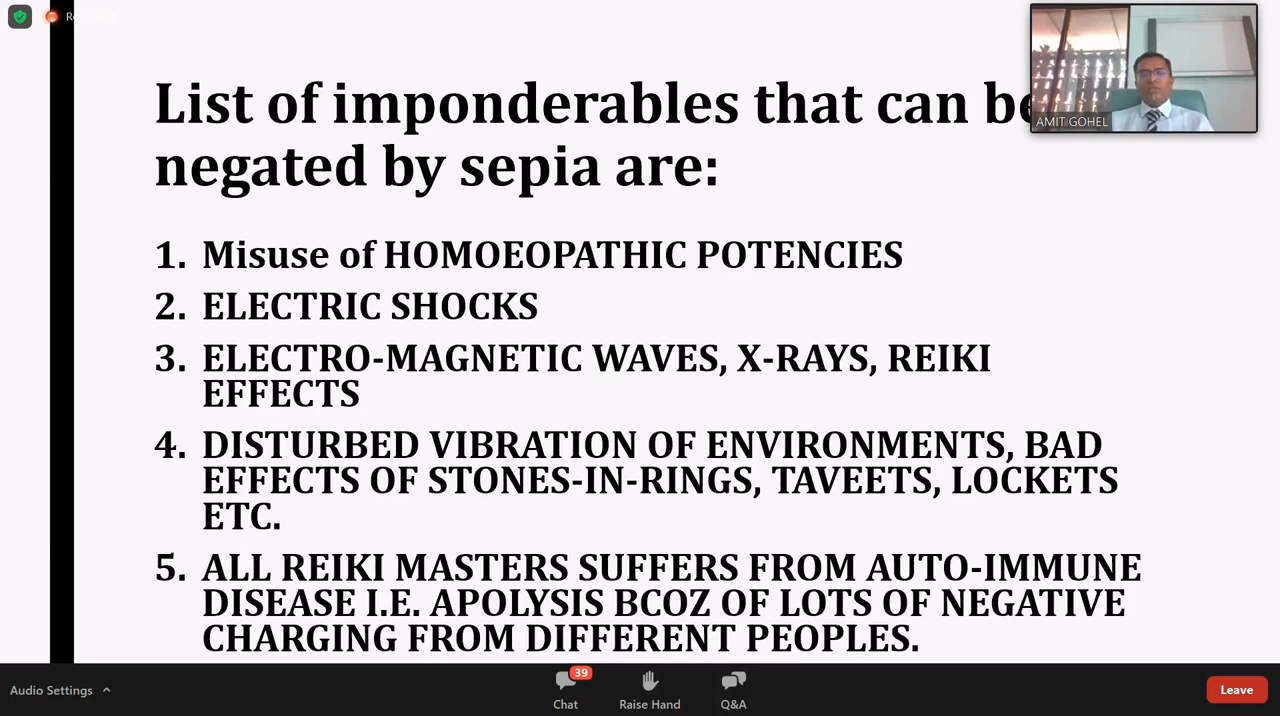 List of imponderables that can be
negated by sepia are:
AMIT GOHEL
1. Misuse of HOMOEOPATHIC POTENCIES
2. ELECTRIC SHOCKS
3. ELECTRO-MAGNETIC WAVES, X-RAYS, REIKI
EFFECTS
4. DISTURBED VIBRATION OF ENVIRONMENTS, BAD
EFFECTS OF STONES-IN-RINGS, TAVEETS, LOCKETS
ETC.
5. ALL REIKI MASTERS SUFFERS FROM AUTO-IMMUNE
DISEASE I.E. APOLYSIS BCOZ OF LOTS OF NEGATIVE
CHARGING FROM DIFFERENT PEOPLES.
Audio Settings
39
Chat
Raise Hand
Q&A
Leave